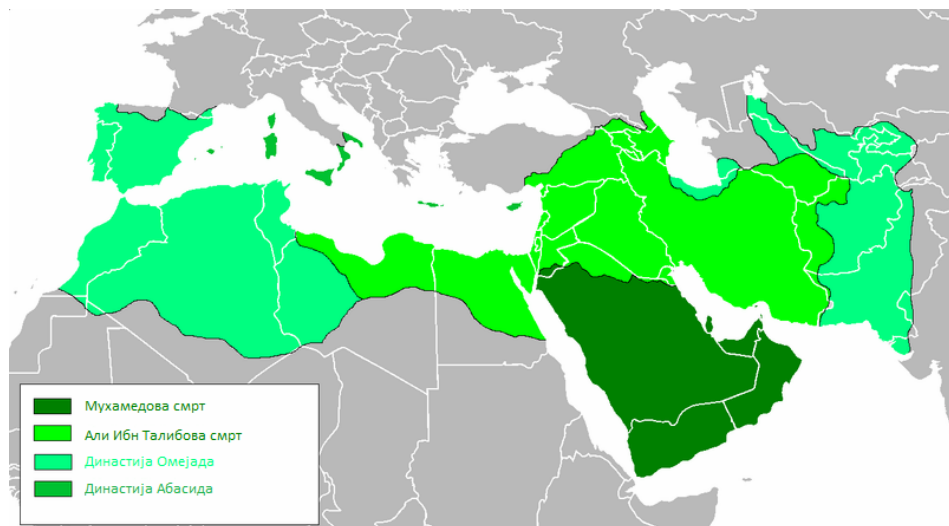 Мухамедова смрт
Али Ибн Талибова смрт
Династија Омејада
Династија Абасида